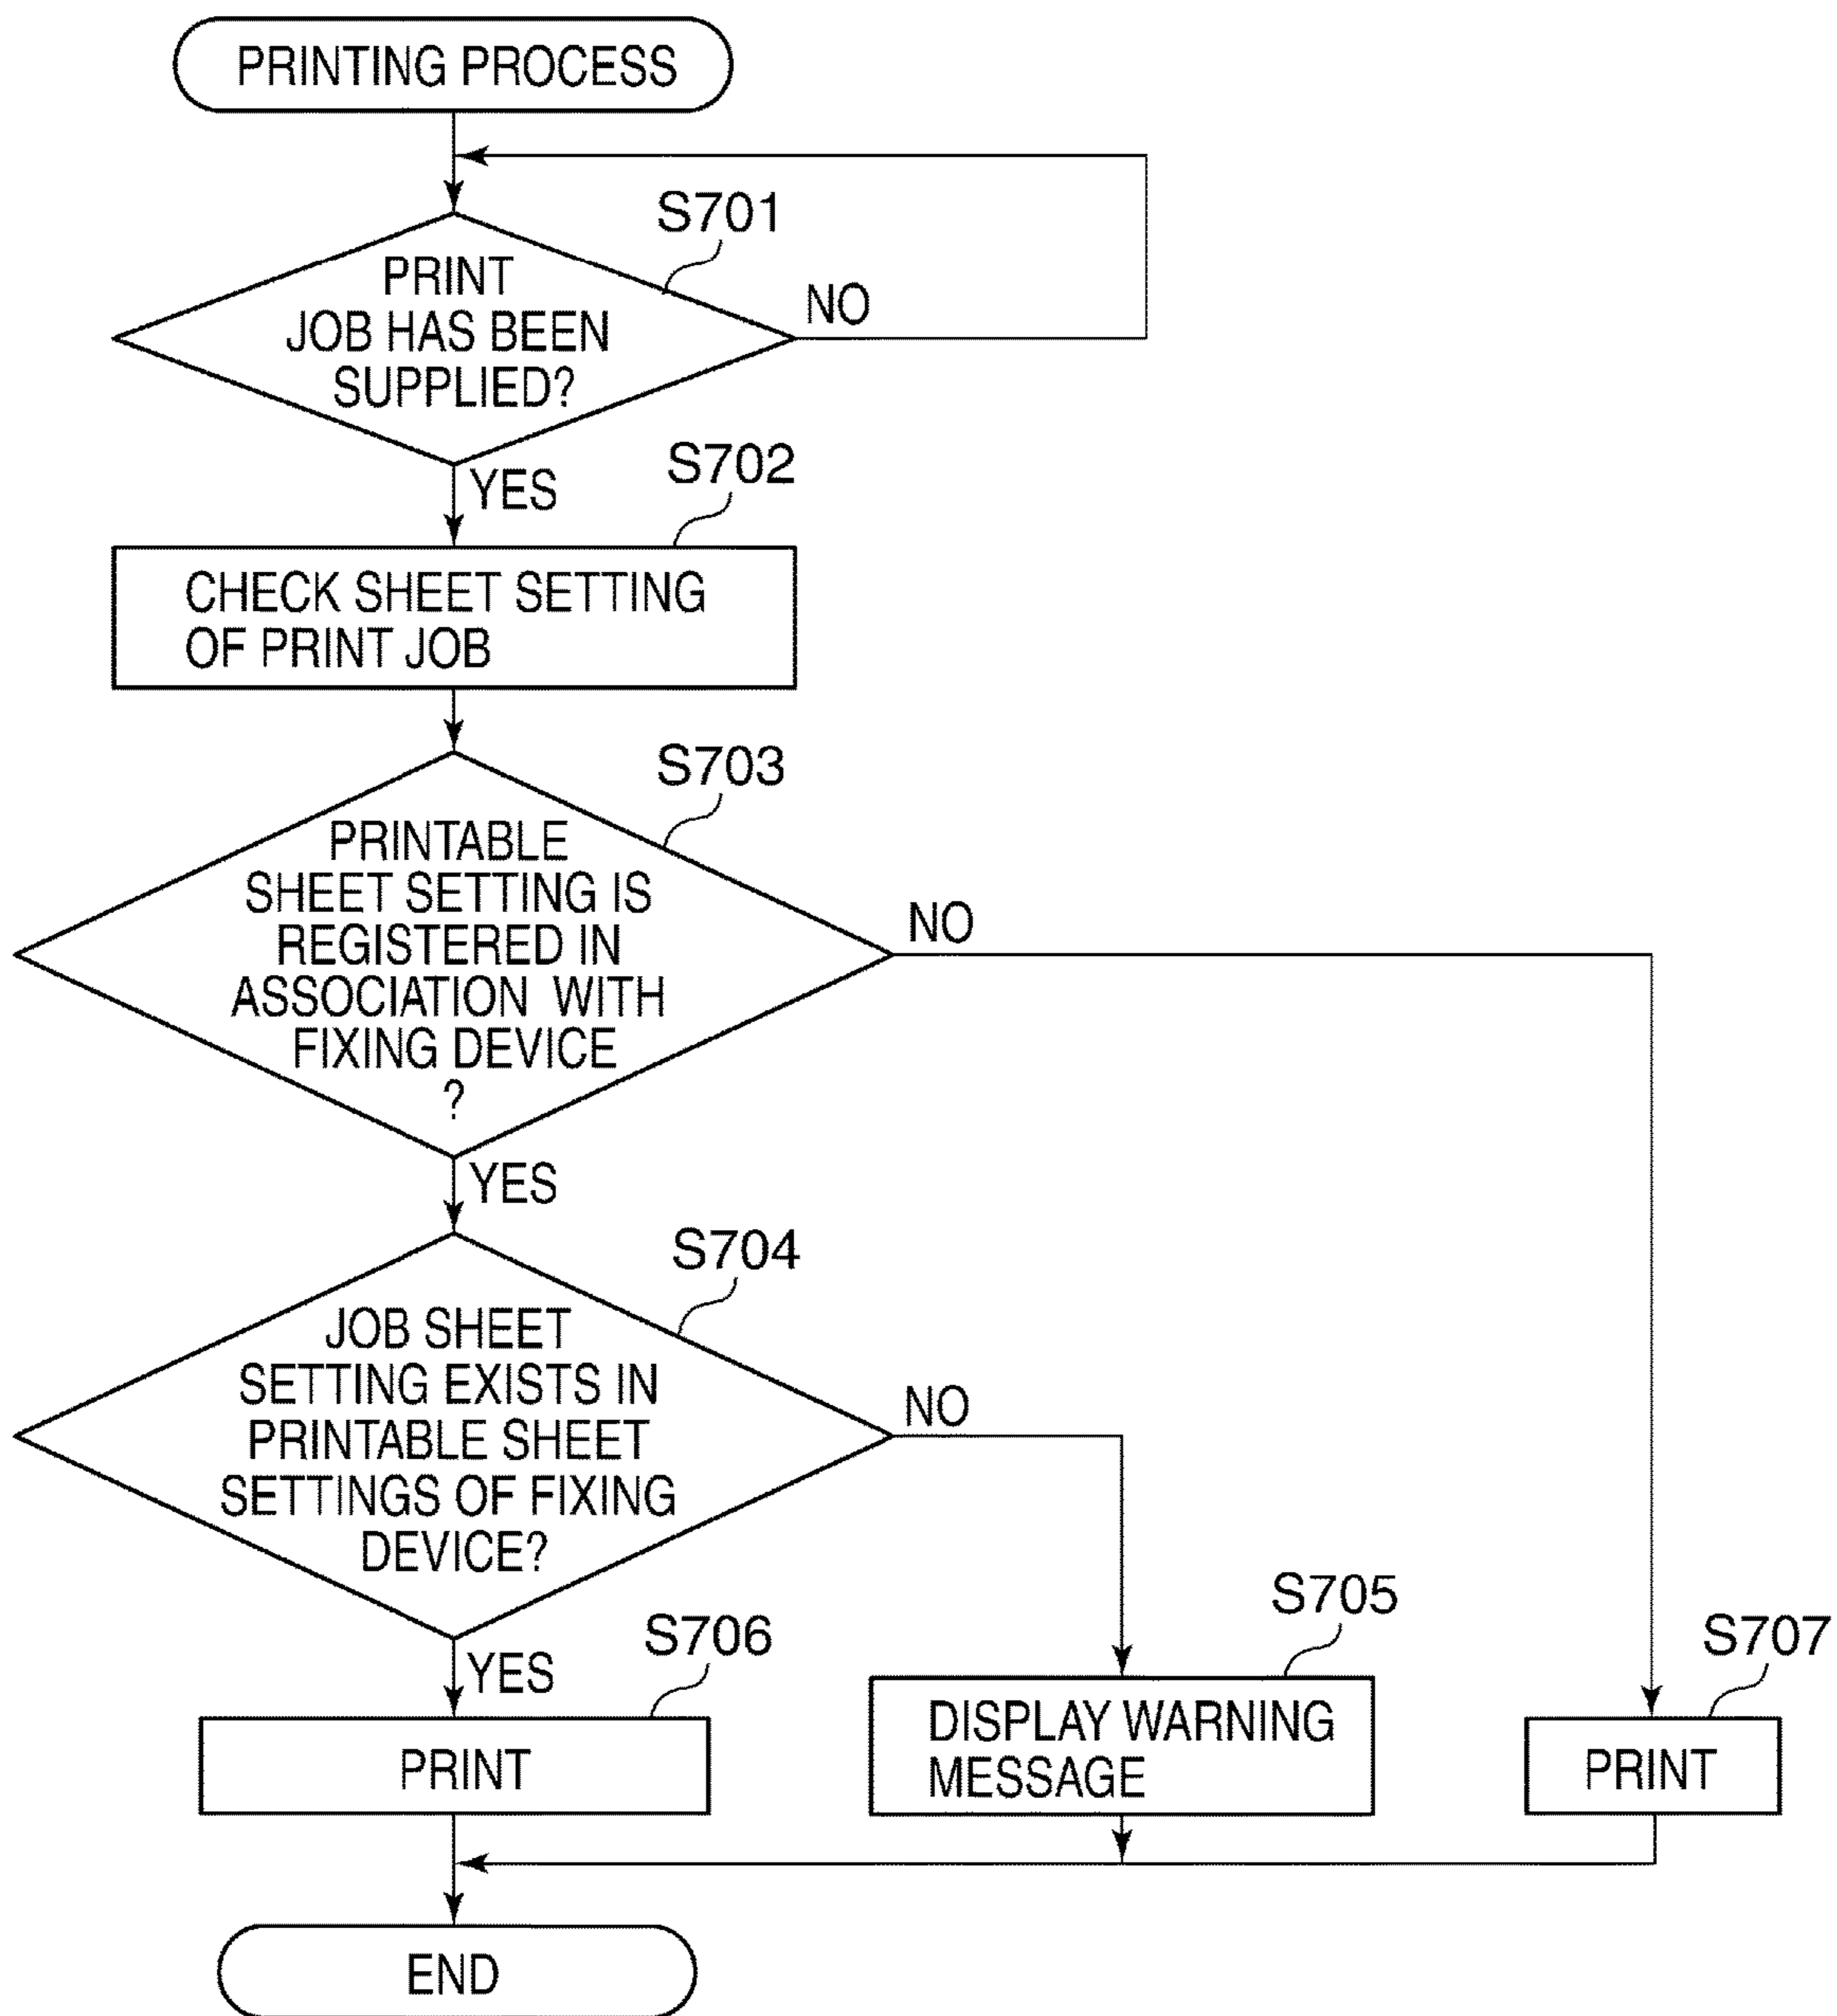 PRINTING PROCESS
S701
PRINT
JOB HAS BEEN
SUPPLIED?
NO
YES
S702
CHECK SHEET SETTING
OF PRINT JOB
S703
PRINTABLE
SHEET SETTING IS
REGISTERED IN
ASSOCIATION WITH
FIXING DEVICE
?
NO
YES
S704
JOB SHEET
SETTING EXISTS IN
PRINTABLE SHEET
SETTINGS OF FIXING
DEVICE?
NO
YES
S706
PRINT
S705
DISPLAY WARNING
MESSAGE
S707
PRINT
END